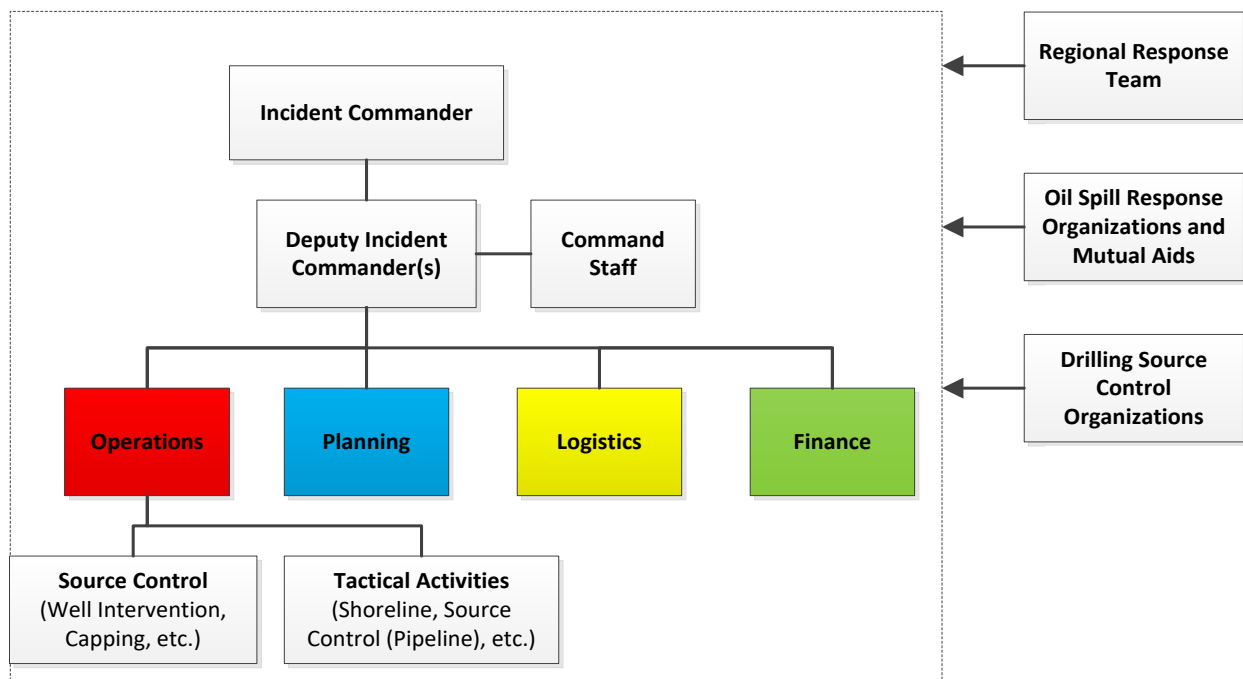 Incident Commander
Deputy Incident
Commander(s)
Command
Staff
Operations
Planning
Logistics
Finance
Source Control
(Well Intervention,
Capping, etc.)
Tactical Activities
(Shoreline, Source
Control (Pipeline), etc.)
Regional Response
Team
Oil Spill Response
Organizations and
Mutual Aids
Drilling Source
Control
Organizations